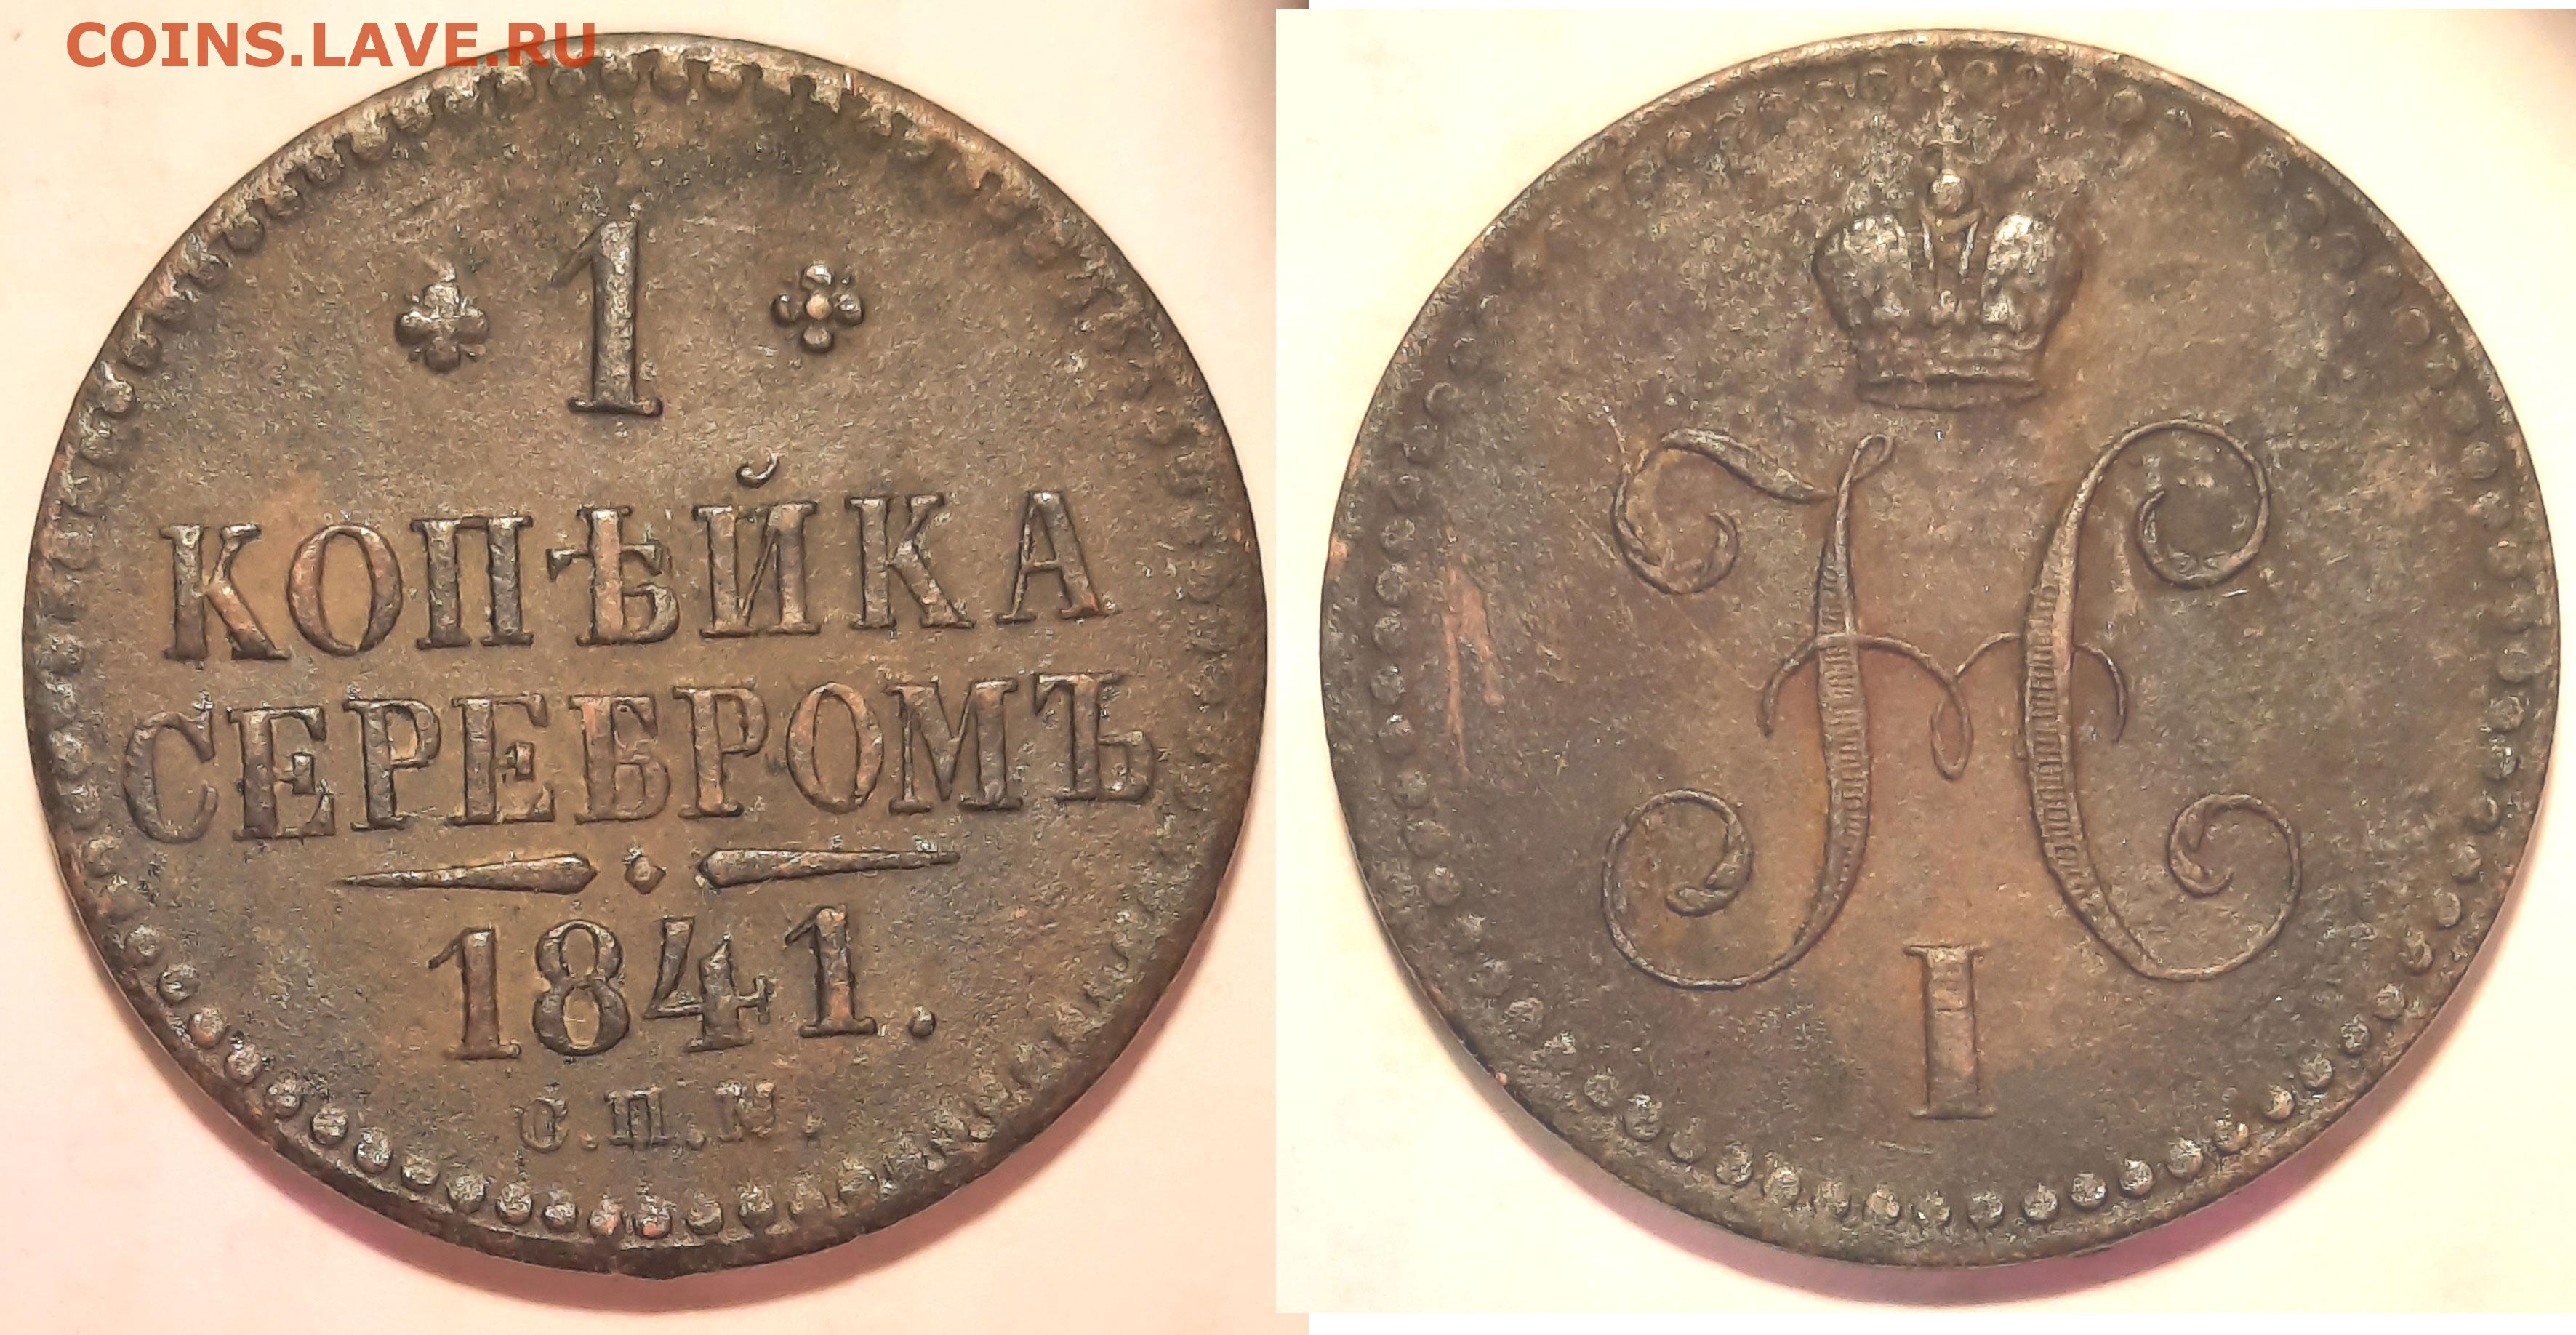 COINS.LAVE.RU
1
КОПѢЙКА
СЕРЕБРОМЪ
1841.
С.П.М.
Н
I